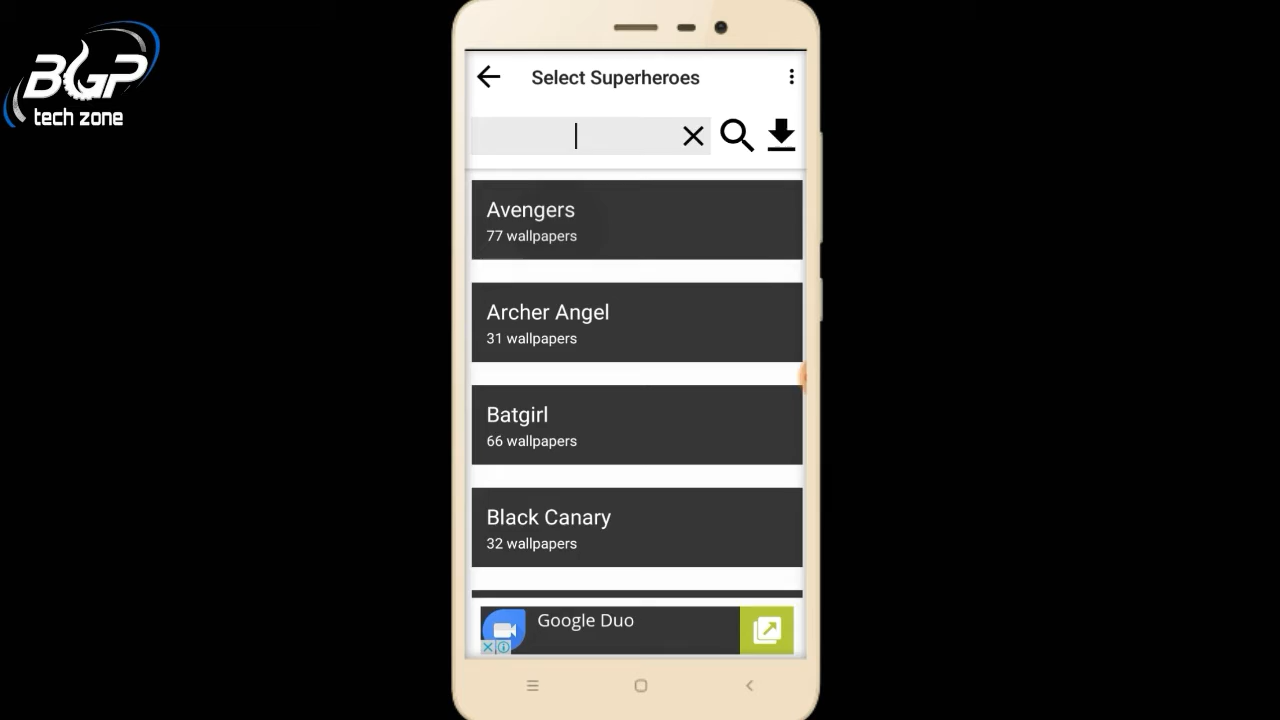 BGP
tech zone
Select Superheroes
Avengers
77 wallpapers
Archer Angel
31 wallpapers
Batgirl
66 wallpapers
Black Canary
32 wallpapers
Google Duo